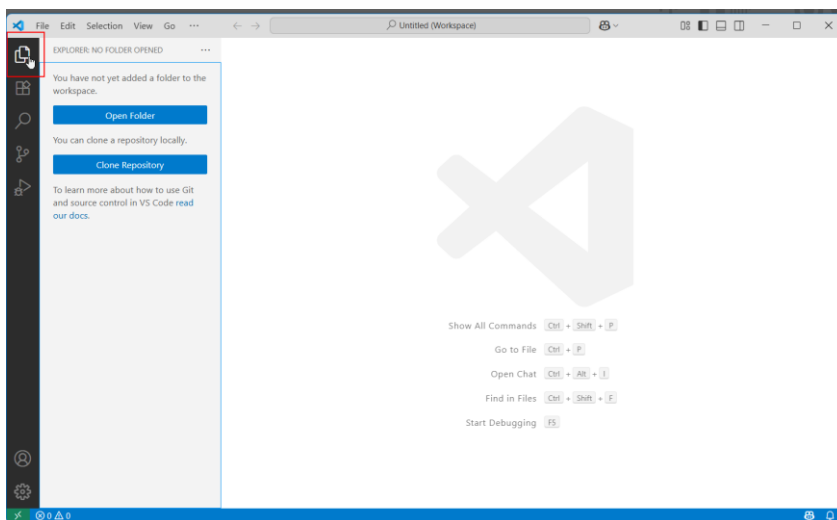 File Edit Selection View Go ···
Untitled (Workspace)
EXPLORER: NO FOLDER OPENED ···
You have not yet added a folder to the
workspace.
Open Folder
You can clone a repository locally.
Clone Repository
To learn more about how to use Git
and source control in VS Code read
our docs.
Show All Commands Ctrl + Shift + P
Go to File Ctrl + P
Open Chat Ctrl + Alt + I
Find in Files Ctrl + Shift + F
Start Debugging F5
0 0